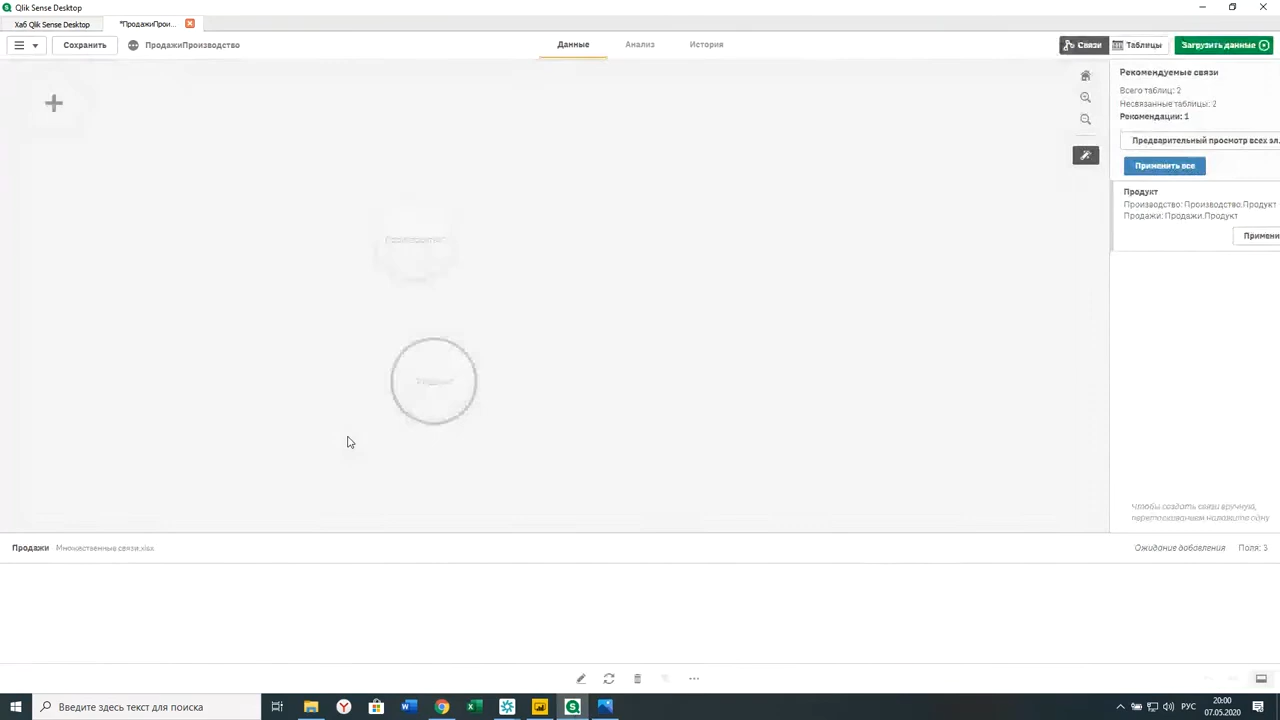 Qlik Sense Desktop
Хаб Qlik Sense Desktop
*ПродажиПрои...
Сохранить
ПродажиПроизводство
Данные
Анализ
История
Связи
Таблицы
Загрузить данные
Рекомендуемые связи
Всего таблиц: 2
Несвязанные таблицы: 2
Рекомендации: 1
Предварительный просмотр всех эл.
Применить все
Продукт
Производство: Производство.Продукт
Продажи: Продажи.Продукт
Примени
Чтобы создать связи вручную,
перетаскиванием наложите одну
Продажи
Множественные связи.xlsx
Ожидание добавления
Поля: 3
Введите здесь текст для поиска
РУС
20:00
07.05.2020